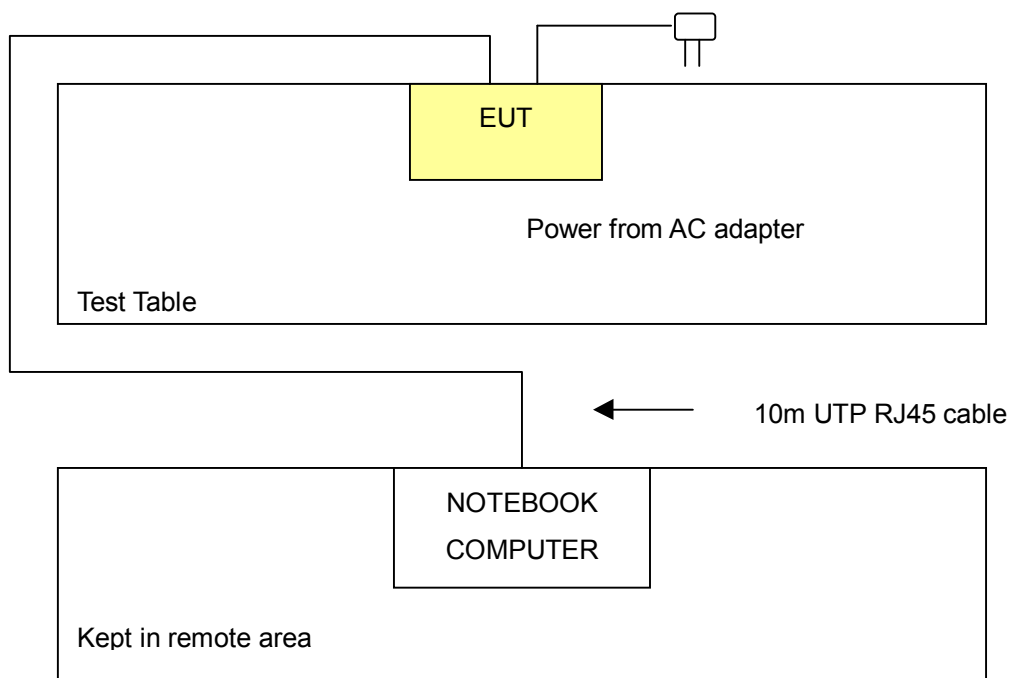 EUT
Power from AC adapter
Test Table
10m UTP RJ45 cable
NOTEBOOK
COMPUTER
Kept in remote area